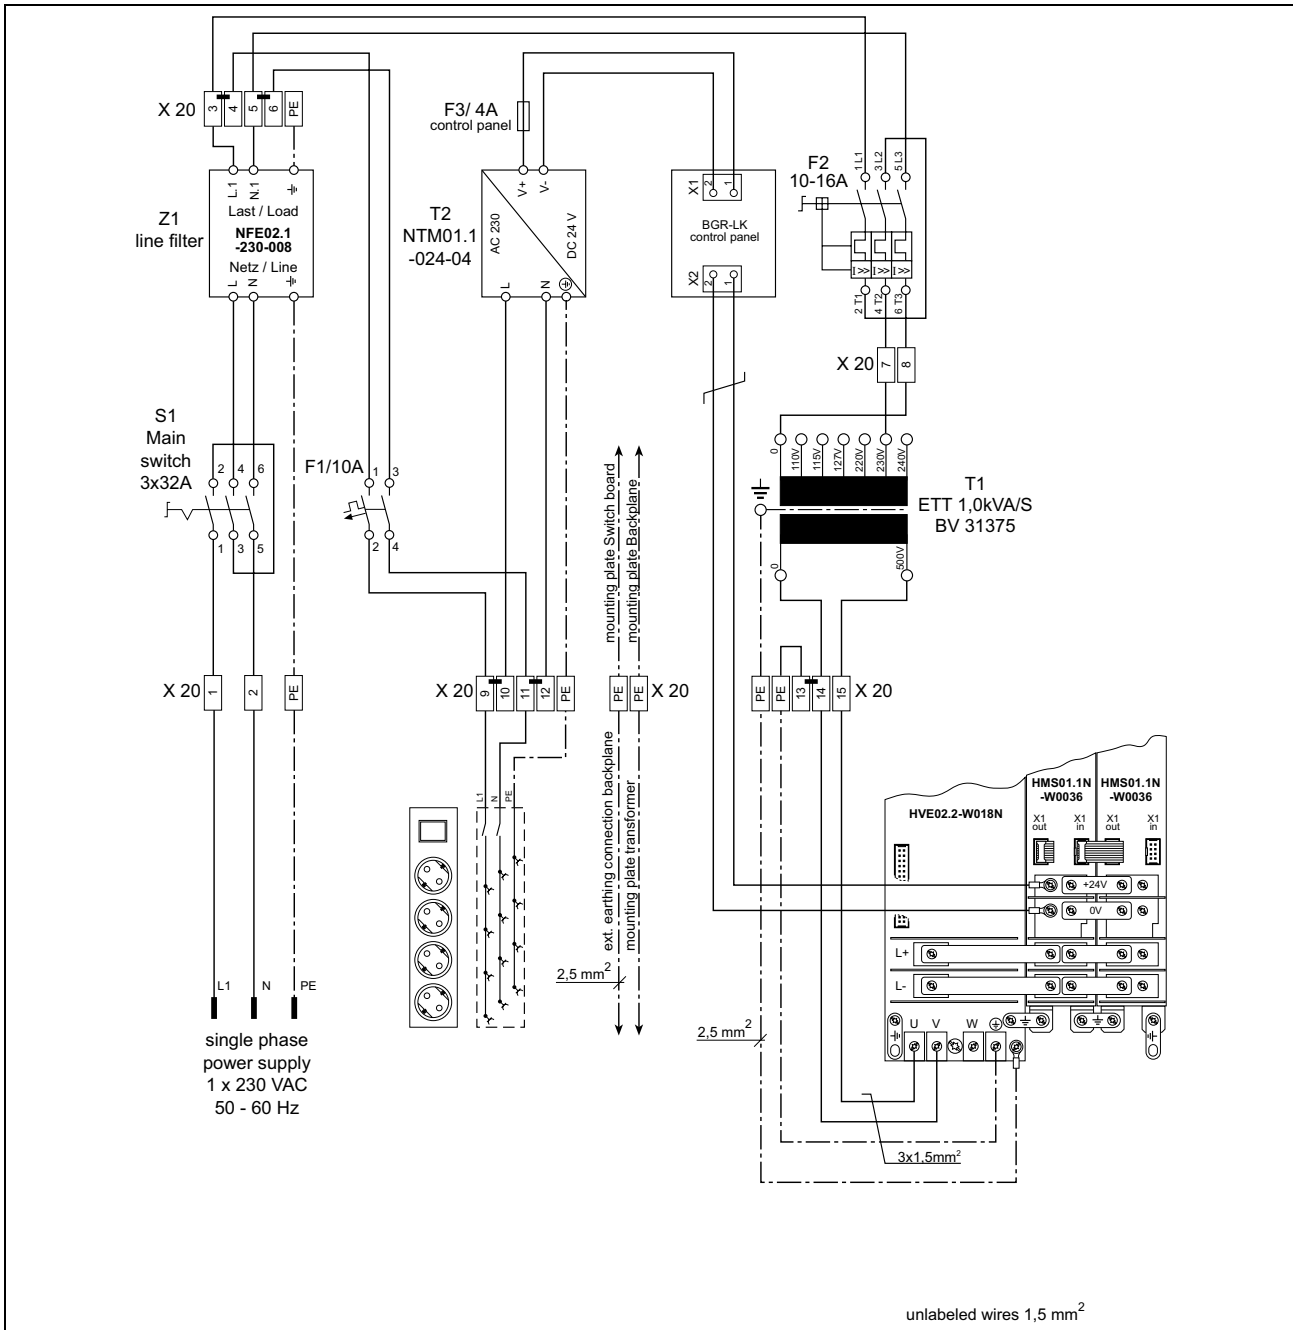 X 20
3
4
5
6
PE
L.1
N.1
Last / Load
NFE02.1
-230-008
Netz / Line
L
N
Z1
line filter
F3/ 4A
control panel
V+
V-
AC 230
DC 24 V
L
N
T2
NTM01.1
-024-04
X1
2
1
BGR-LK
control panel
X2
2
1
F2
10-16A
1 L1
3 L2
5 L3
I >>
I >>
I >>
2 T1
4 T2
6 T3
X 20
7
8
S1
Main
switch
3x32A
2
4
6
1
3
5
F1/10A
1
3
2
4
0
110V
115V
127V
220V
230V
240V
T1
ETT 1,0kVA/S
BV 31375
0
500V
mounting plate Switch board
mounting plate Backplane
X 20
1
2
PE
X 20
9
10
11
12
PE
PE
PE
X 20
PE
PE
13
14
15
X 20
ext. earthing connection backplane
mounting plate transformer
2,5 mm2
L1
N
PE
L1
N
PE
single phase
power supply
1 x 230 VAC
50 - 60 Hz
HVE02.2-W018N
HMS01.1N
-W0036
HMS01.1N
-W0036
X1
out
X1
in
X1
out
X1
in
+24V
0V
L+
L-
U
V
W
2,5 mm2
3x1,5mm2
unlabeled wires 1,5 mm2